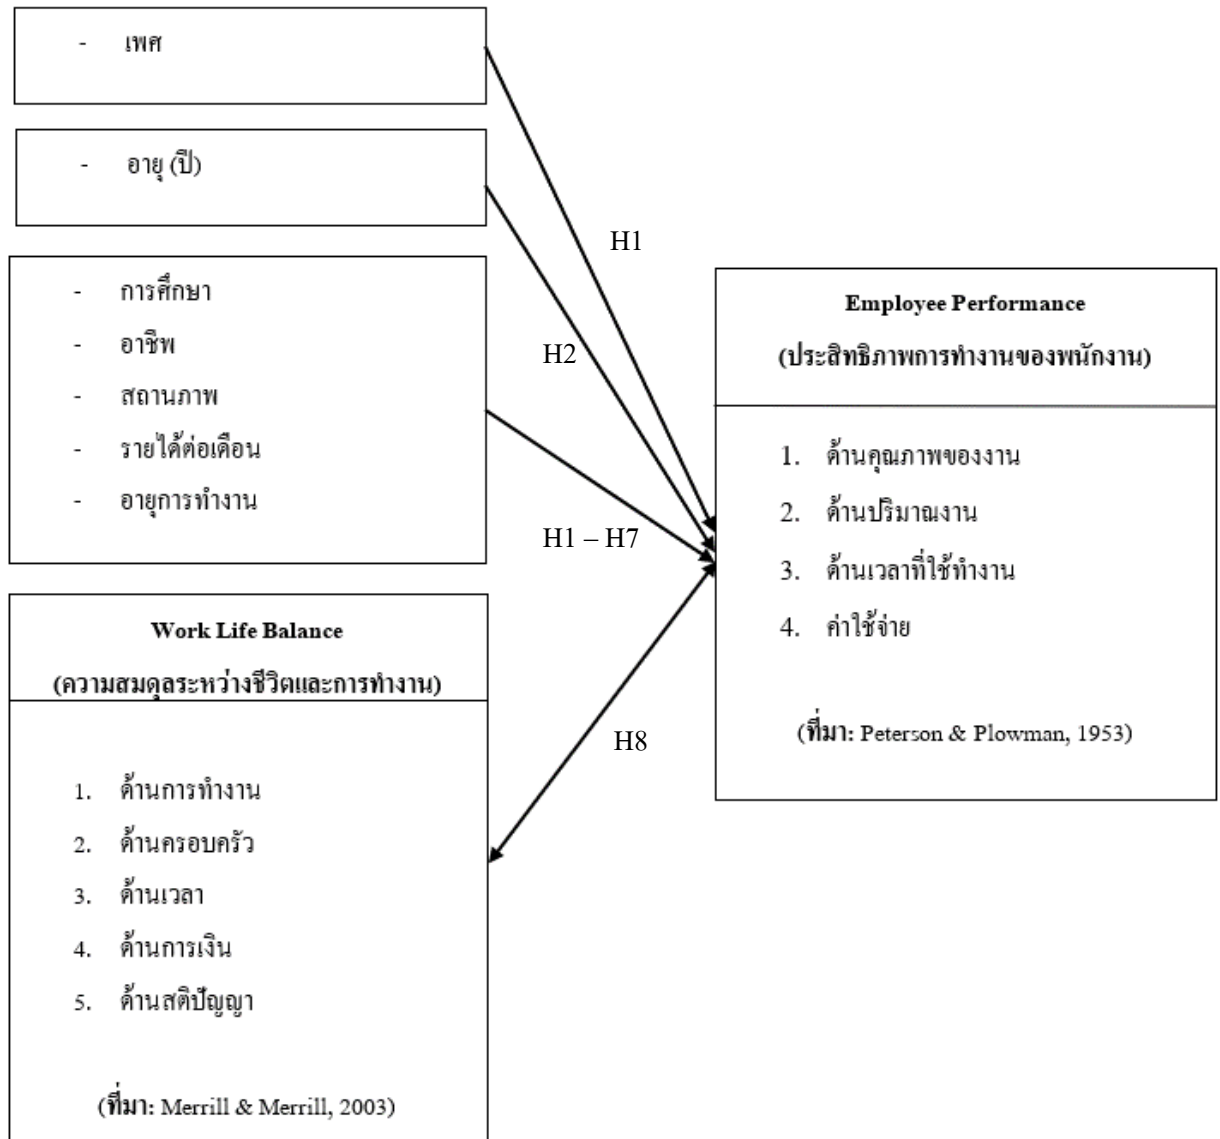 - เพศ
- อายุ (ปี)
- การศึกษา
- อาชีพ
- สถานภาพ
- รายได้ต่อเดือน
- อายุการทำงาน
Work Life Balance
(ความสมดุลระหว่างชีวิตและการทำงาน)
1. ด้านการทำงาน
2. ด้านครอบครัว
3. ด้านเวลา
4. ด้านการเงิน
5. ด้านสติปัญญา
(ที่มา: Merrill & Merrill, 2003)
H1
H2
H1 – H7
H8
Employee Performance
(ประสิทธิภาพการทำงานของพนักงาน)
1. ด้านคุณภาพของงาน
2. ด้านปริมาณงาน
3. ด้านเวลาที่ใช้ทำงาน
4. ค่าใช้จ่าย
(ที่มา: Peterson & Plowman, 1953)